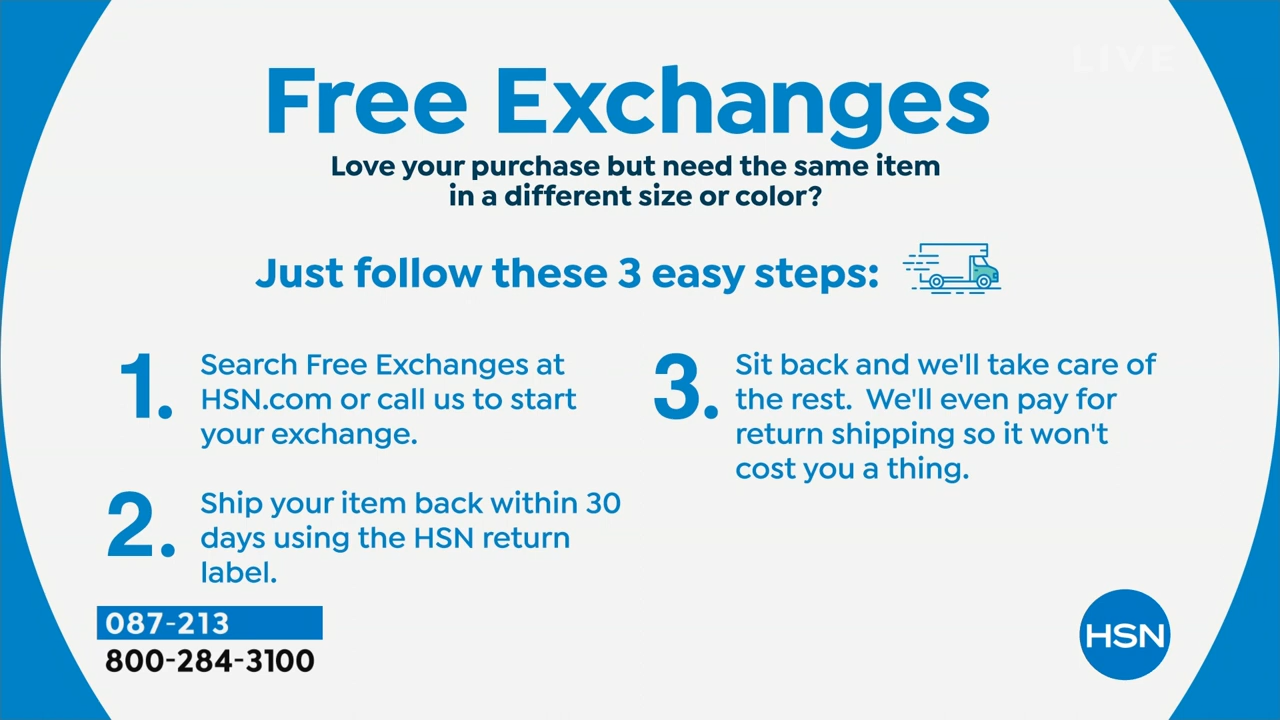 LIVE
Free Exchanges
Love your purchase but need the same item
in a different size or color?
Just follow these 3 easy steps:
1. Search Free Exchanges at
HSN.com or call us to start
your exchange.
2. Ship your item back within 30
days using the HSN return
label.
3. Sit back and we'll take care of
the rest.  We'll even pay for
return shipping so it won't
cost you a thing.
087-213
800-284-3100
HSN